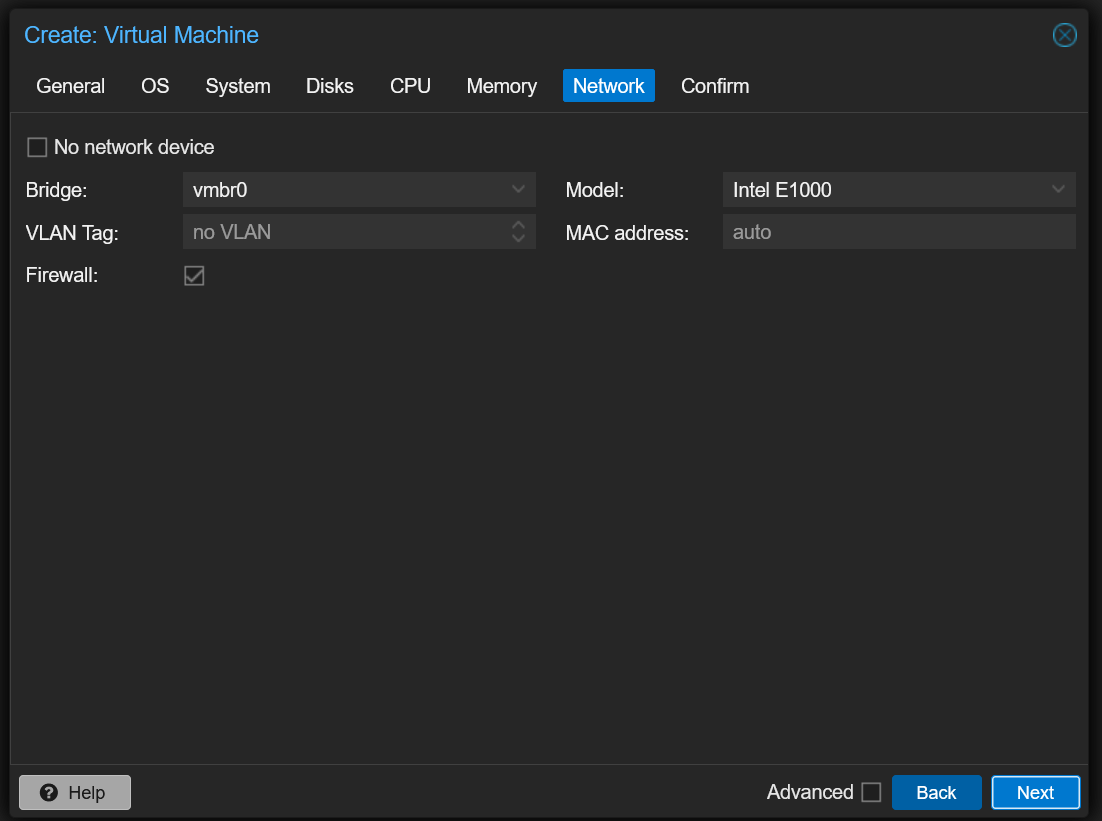 Create: Virtual Machine
General OS System Disks CPU Memory Network Confirm
No network device
Bridge: vmbr0 Model: Intel E1000
VLAN Tag: no VLAN MAC address: auto
Firewall:
Help Advanced Back Next